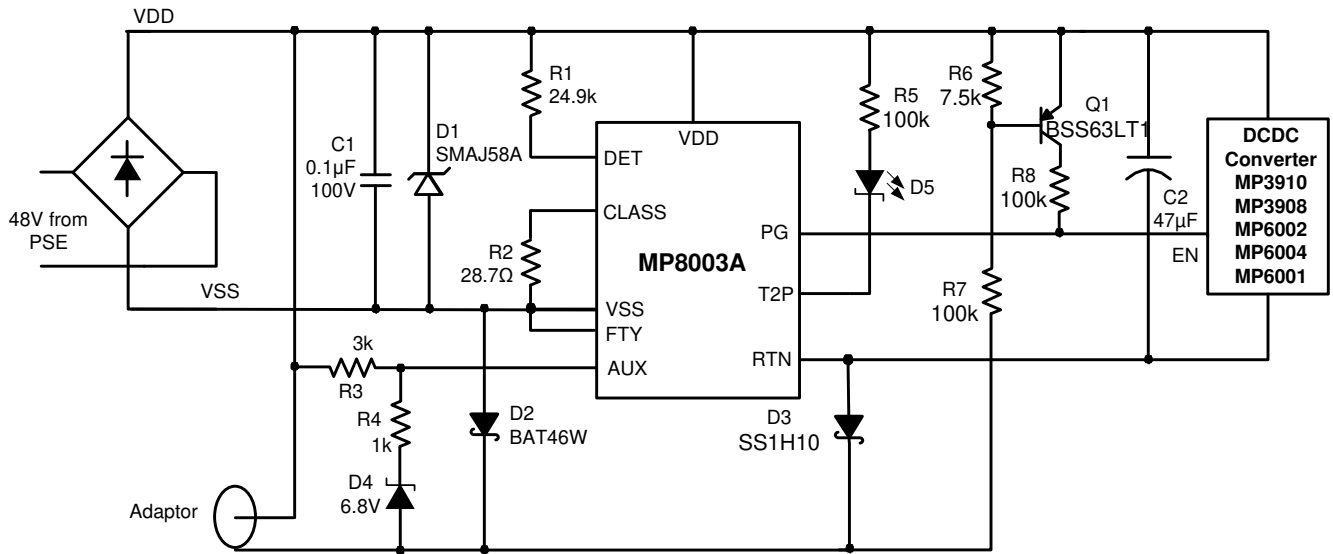 VDD
48V from
PSE
VSS
C1
0.1µF
100V
D1
SMAJ58A
R1
24.9k
R2
28.7Ω
VDD
DET
CLASS
MP8003A
VSS
FTY
AUX
PG
T2P
RTN
R5
100k
D5
R6
7.5k
Q1
BSS63LT1
R8
100k
C2
47µF
R7
100k
EN
DCDC
Converter
MP3910
MP3908
MP6002
MP6004
MP6001
3k
R3
R4
1k
D4
6.8V
D2
BAT46W
D3
SS1H10
Adaptor